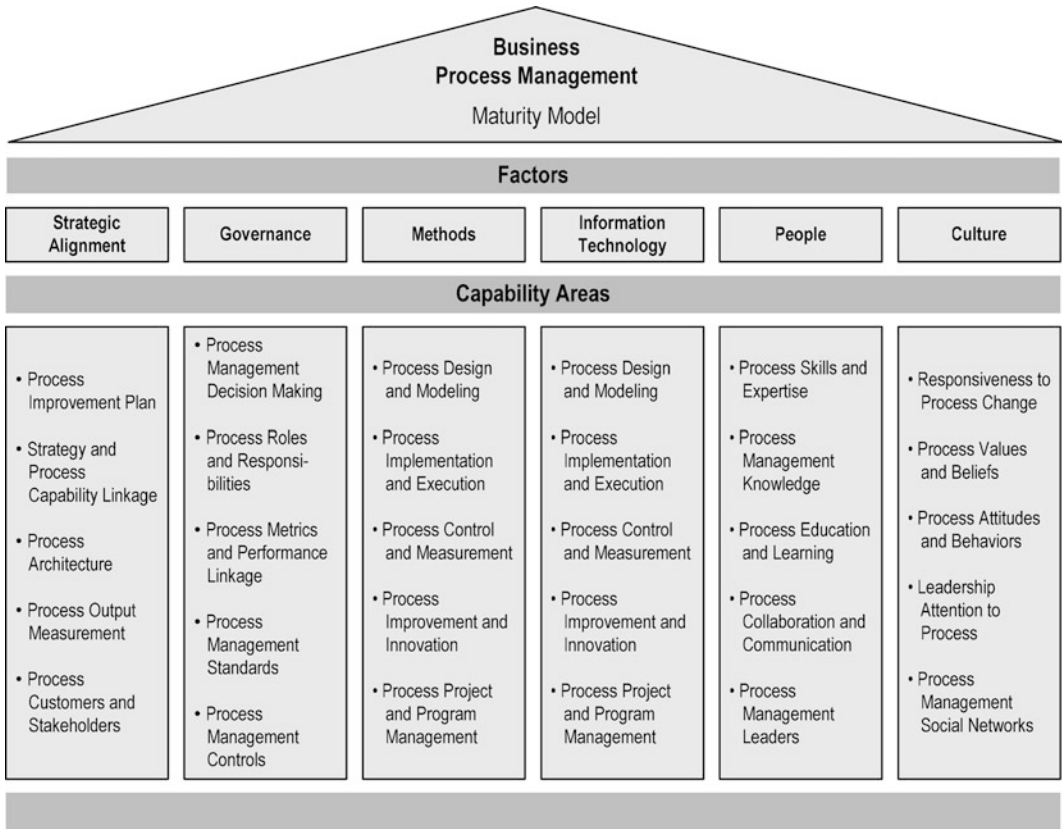 Business
Process Management
Maturity Model
Factors
Strategic
Alignment
Governance
Methods
Information
Technology
People
Culture
Capability Areas
• Process
Improvement Plan
• Strategy and
Process
Capability Linkage
• Process
Architecture
• Process Output
Measurement
• Process
Customers and
Stakeholders
• Process
Management
Decision Making
• Process Roles
and Responsi-
bilities
• Process Metrics
and Performance
Linkage
• Process
Management
Standards
• Process
Management
Controls
• Process Design
and Modeling
• Process
Implementation
and Execution
• Process Control
and Measurement
• Process
Improvement and
Innovation
• Process Project
and Program
Management
• Process Design
and Modeling
• Process
Implementation
and Execution
• Process Control
and Measurement
• Process
Improvement and
Innovation
• Process Project
and Program
Management
• Process Skills and
Expertise
• Process
Management
Knowledge
• Process Education
and Learning
• Process
Collaboration and
Communication
• Process
Management
Leaders
• Responsiveness to
Process Change
• Process Values
and Beliefs
• Process Attitudes
and Behaviors
• Leadership
Attention to
Process
• Process
Management
Social Networks